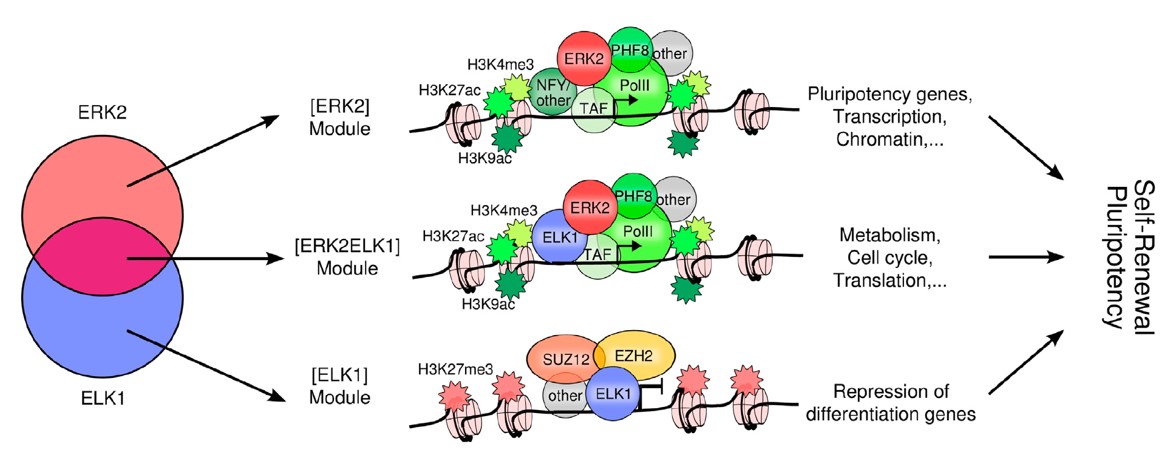 ERK2
ELK1
[ERK2]
Module
H3K4me3
H3K27ac
H3K9ac
NFY/
other
ERK2
PHF8
other
PolII
TAF
Pluripotency genes,
Transcription,
Chromatin,...
[ERK2ELK1]
Module
H3K4me3
H3K27ac
H3K9ac
ELK1
ERK2
PHF8
other
PolII
TAF
Metabolism,
Cell cycle,
Translation,...
[ELK1]
Module
H3K27me3
SUZ12
EZH2
other
ELK1
Repression of
differentiation genes
Self-Renewal
Pluripotency